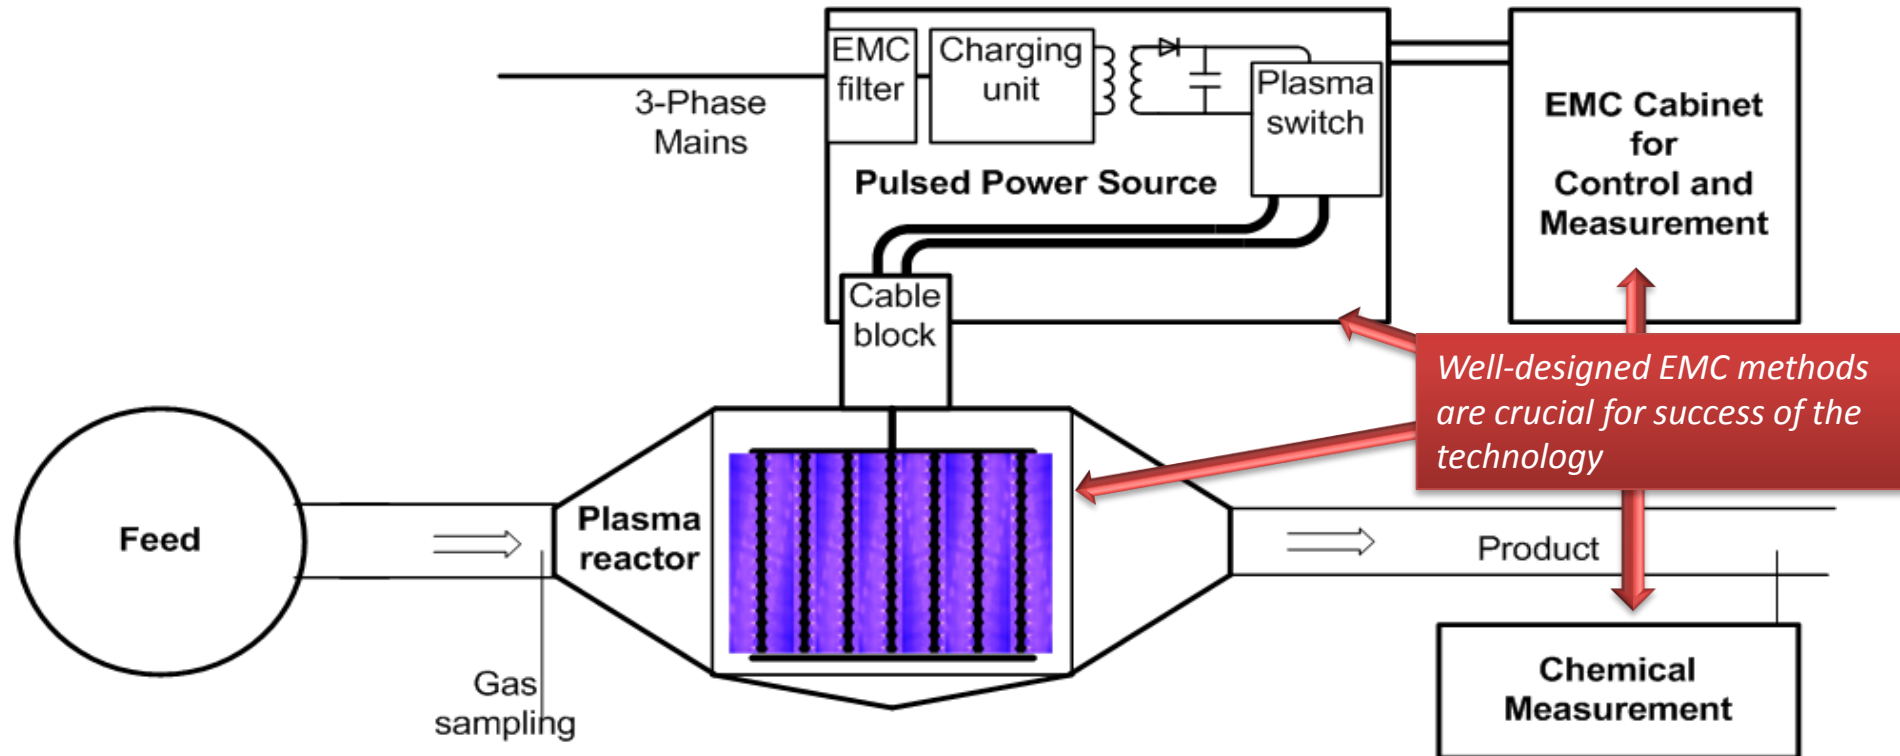 EMC
filter
Charging
unit
Plasma
switch
3-Phase
Mains
Pulsed Power Source
EMC Cabinet
for
Control and
Measurement
Cable
block
Well-designed EMC methods
are crucial for success of the
technology
Feed
Plasma
reactor
Product
Gas
sampling
Chemical
Measurement